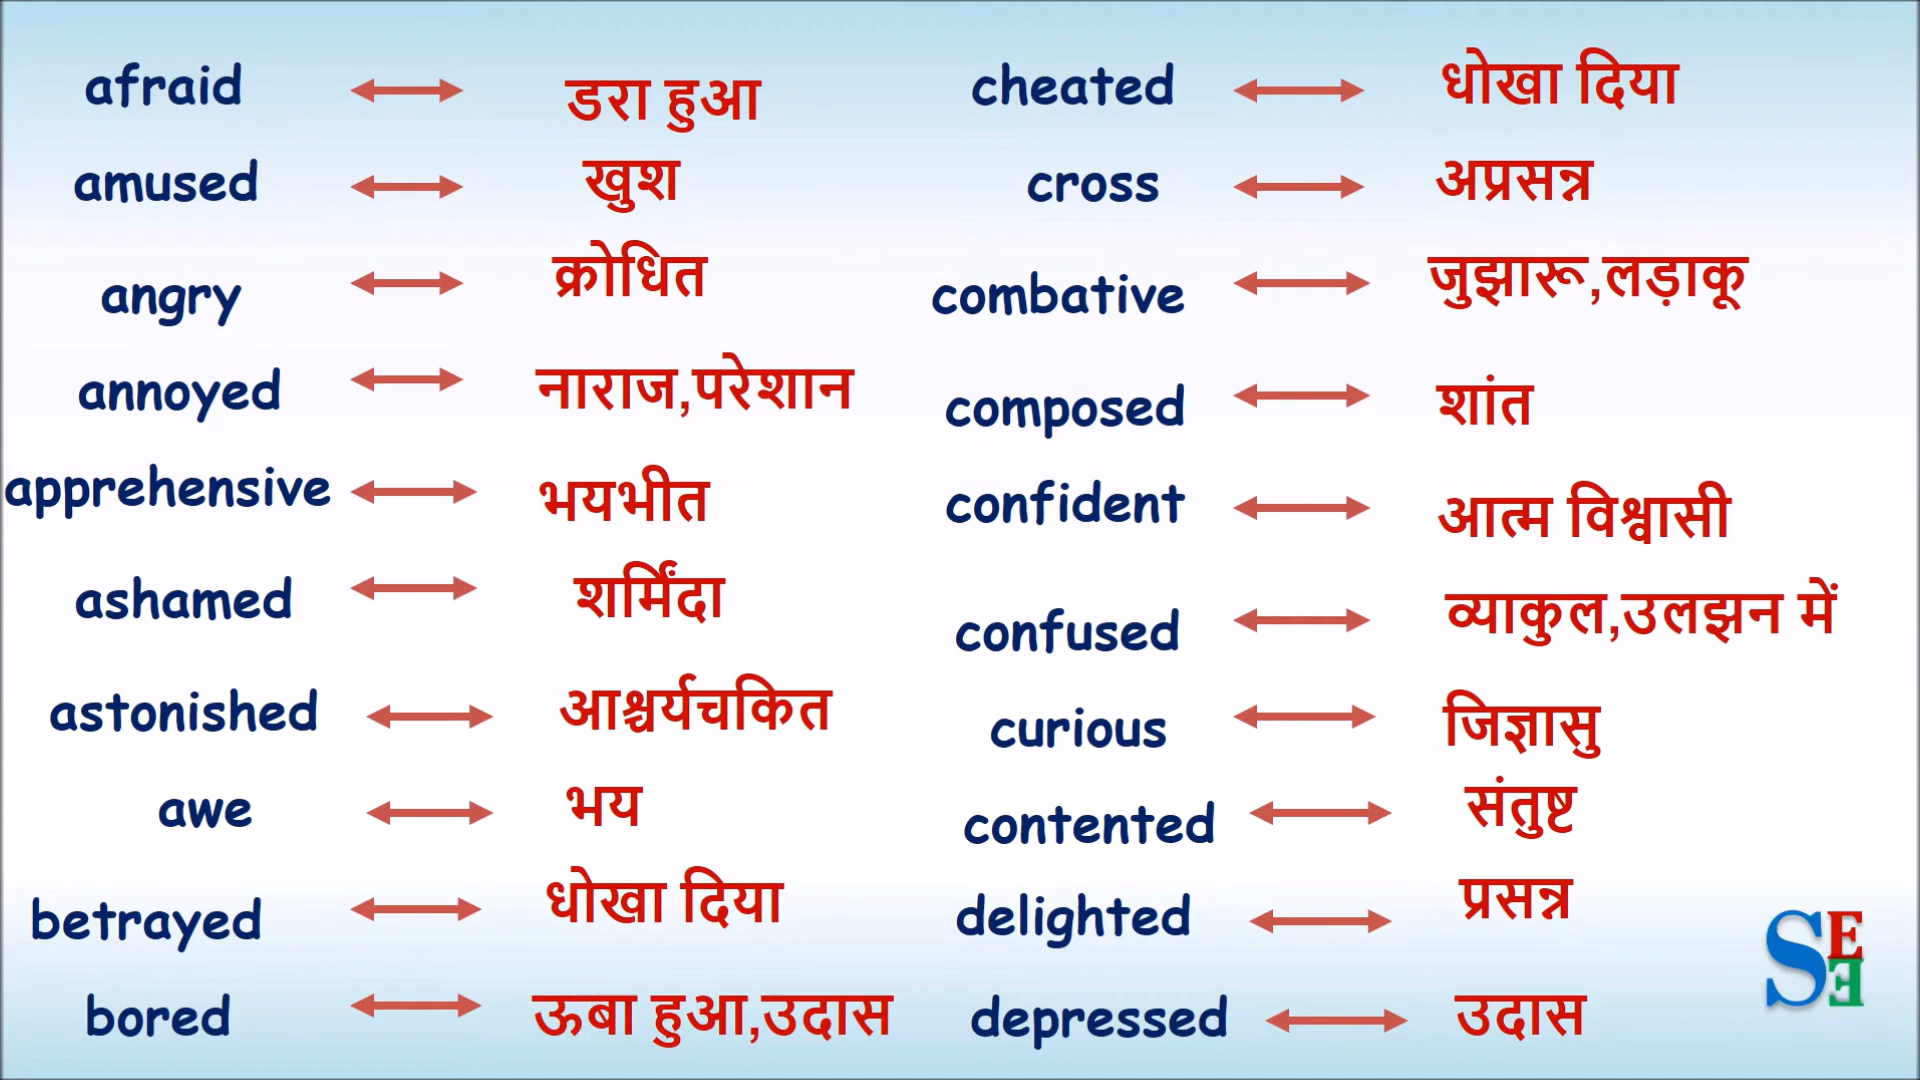 afraid डरा हुआ
amused खुश
angry क्रोधित
annoyed नाराज,परेशान
apprehensive भयभीत
ashamed शर्मिंदा
astonished आश्चर्यचकित
awe भय
betrayed धोखा दिया
bored ऊबा हुआ,उदास
cheated धोखा दिया
cross अप्रसन्न
combative जुझारू,लड़ाकू
composed शांत
confident आत्म विश्वासी
confused व्याकुल,उलझन में
curious जिज्ञासु
contented संतुष्ट
delighted प्रसन्न
depressed उदास
SEE